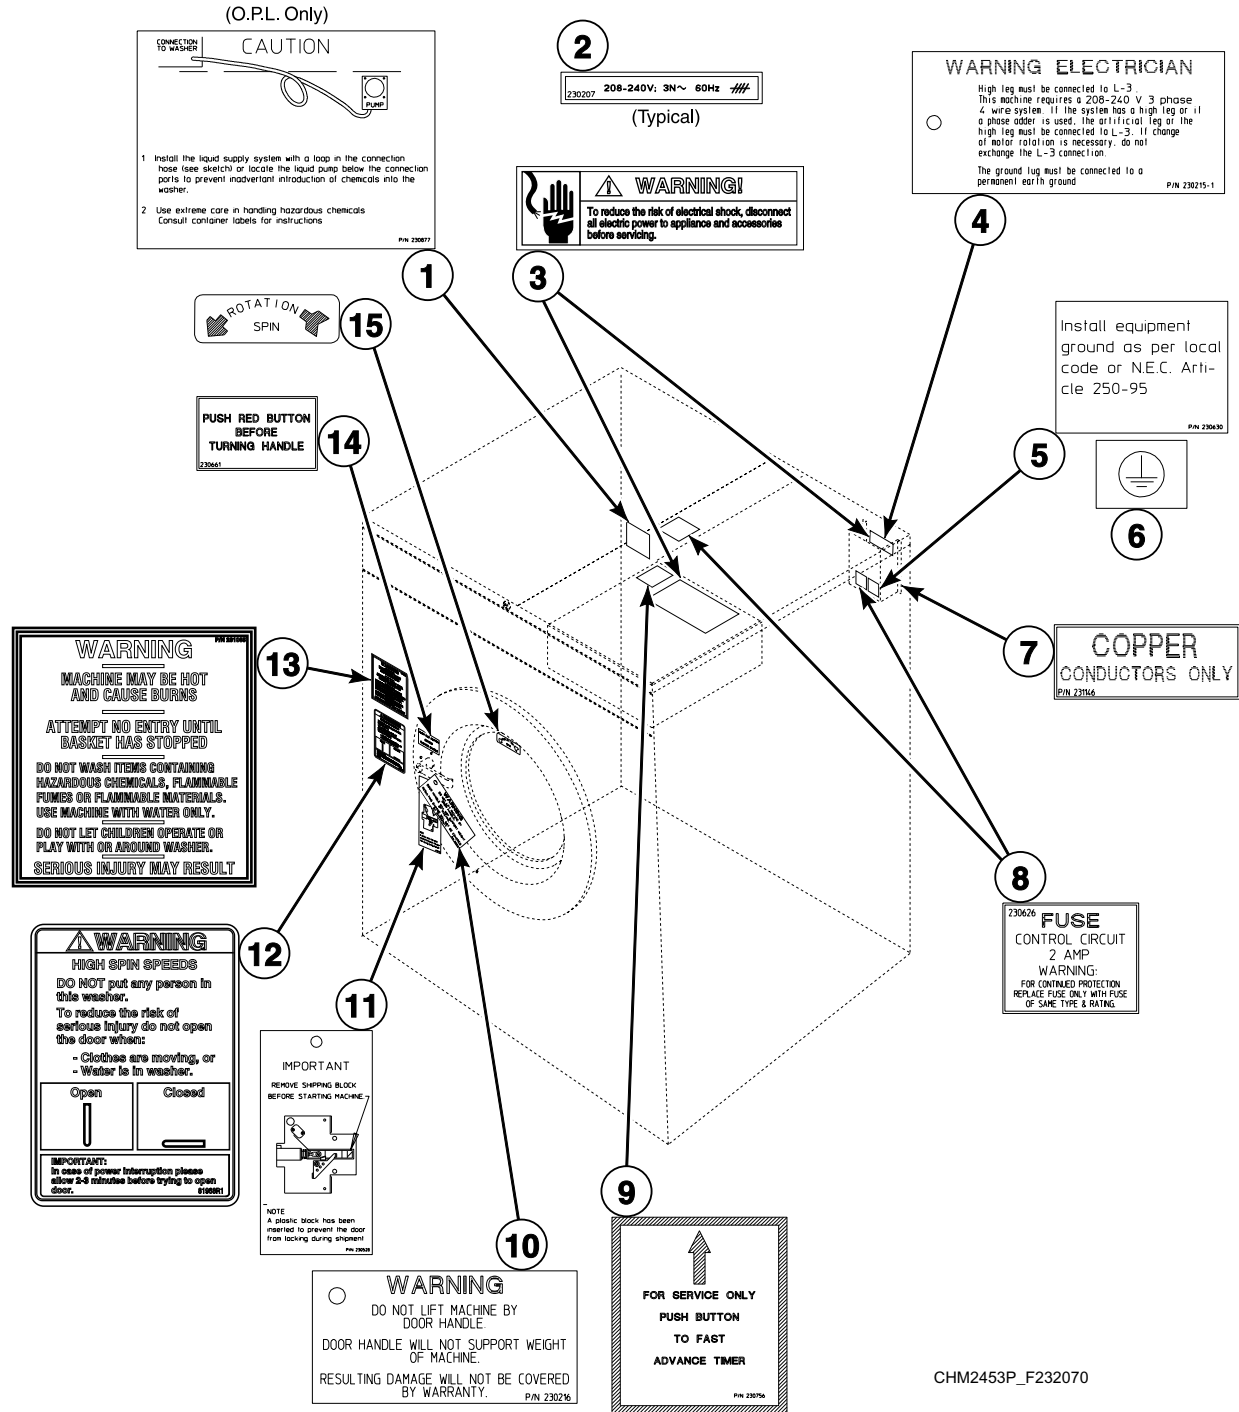 (O.P.L. Only)
CONNECTION
TO WASHER
CAUTION
PUMP
1 Install the liquid supply system with a loop in the connection
hose (see sketch) or locate the liquid pump below the connection
ports to prevent inadvertant introduction of chemicals into the
washer.
2 Use extreme care in handling hazardous chemicals
Consult container labels for instructions
P/N 230877
1
2
230207 208-240V; 3N~ 60Hz
(Typical)
WARNING!
To reduce the risk of electrical shock, disconnect
all electric power to appliance and accessories
before servicing.
3
WARNING ELECTRICIAN
High leg must be connected to L-3.
This machine requires a 208-240 V 3 phase
4 wire system. If the system has a high leg or if
a phase adder is used, the artificial leg or the
high leg must be connected to L-3. If change
of motor rotation is necessary, do not
exchange the L-3 connection.
The ground lug must be connected to a
permanent earth ground
P/N 230215-1
4
Install equipment
ground as per local
code or N.E.C. Arti-
cle 250-95
P/N 230630
5
6
7
COPPER
CONDUCTORS ONLY
P/N 231146
8
230626
FUSE
CONTROL CIRCUIT
2 AMP
WARNING:
FOR CONTINUED PROTECTION
REPLACE FUSE ONLY WITH FUSE
OF SAME TYPE & RATING.
ROTATION
SPIN
15
PUSH RED BUTTON
BEFORE
TURNING HANDLE
230661
14
P/N
WARNING
MACHINE MAY BE HOT
AND CAUSE BURNS
ATTEMPT NO ENTRY UNTIL
BASKET HAS STOPPED
DO NOT WASH ITEMS CONTAINING
HAZARDOUS CHEMICALS, FLAMMABLE
FUMES OR FLAMMABLE MATERIALS.
USE MACHINE WITH WATER ONLY.
DO NOT LET CHILDREN OPERATE OR
PLAY WITH OR AROUND WASHER.
SERIOUS INJURY MAY RESULT
13
WARNING
HIGH SPIN SPEEDS
DO NOT put any person in
this washer.
To reduce the risk of
serious injury do not open
the door when:
- Clothes are moving, or
- Water is in washer.
Open
Closed
IMPORTANT:
In case of power interruption please
allow 2-3 minutes before trying to open
door.
12
11
IMPORTANT
REMOVE SHIPPING BLOCK
BEFORE STARTING MACHINE
NOTE
A plastic block has been
inserted to prevent the door
from locking during shipment
10
WARNING
DO NOT LIFT MACHINE BY
DOOR HANDLE.
DOOR HANDLE WILL NOT SUPPORT WEIGHT
OF MACHINE.
RESULTING DAMAGE WILL NOT BE COVERED
BY WARRANTY.
P/N 230216
9
FOR SERVICE ONLY
PUSH BUTTON
TO FAST
ADVANCE TIMER
P/N 230756
CHM2453P_F232070